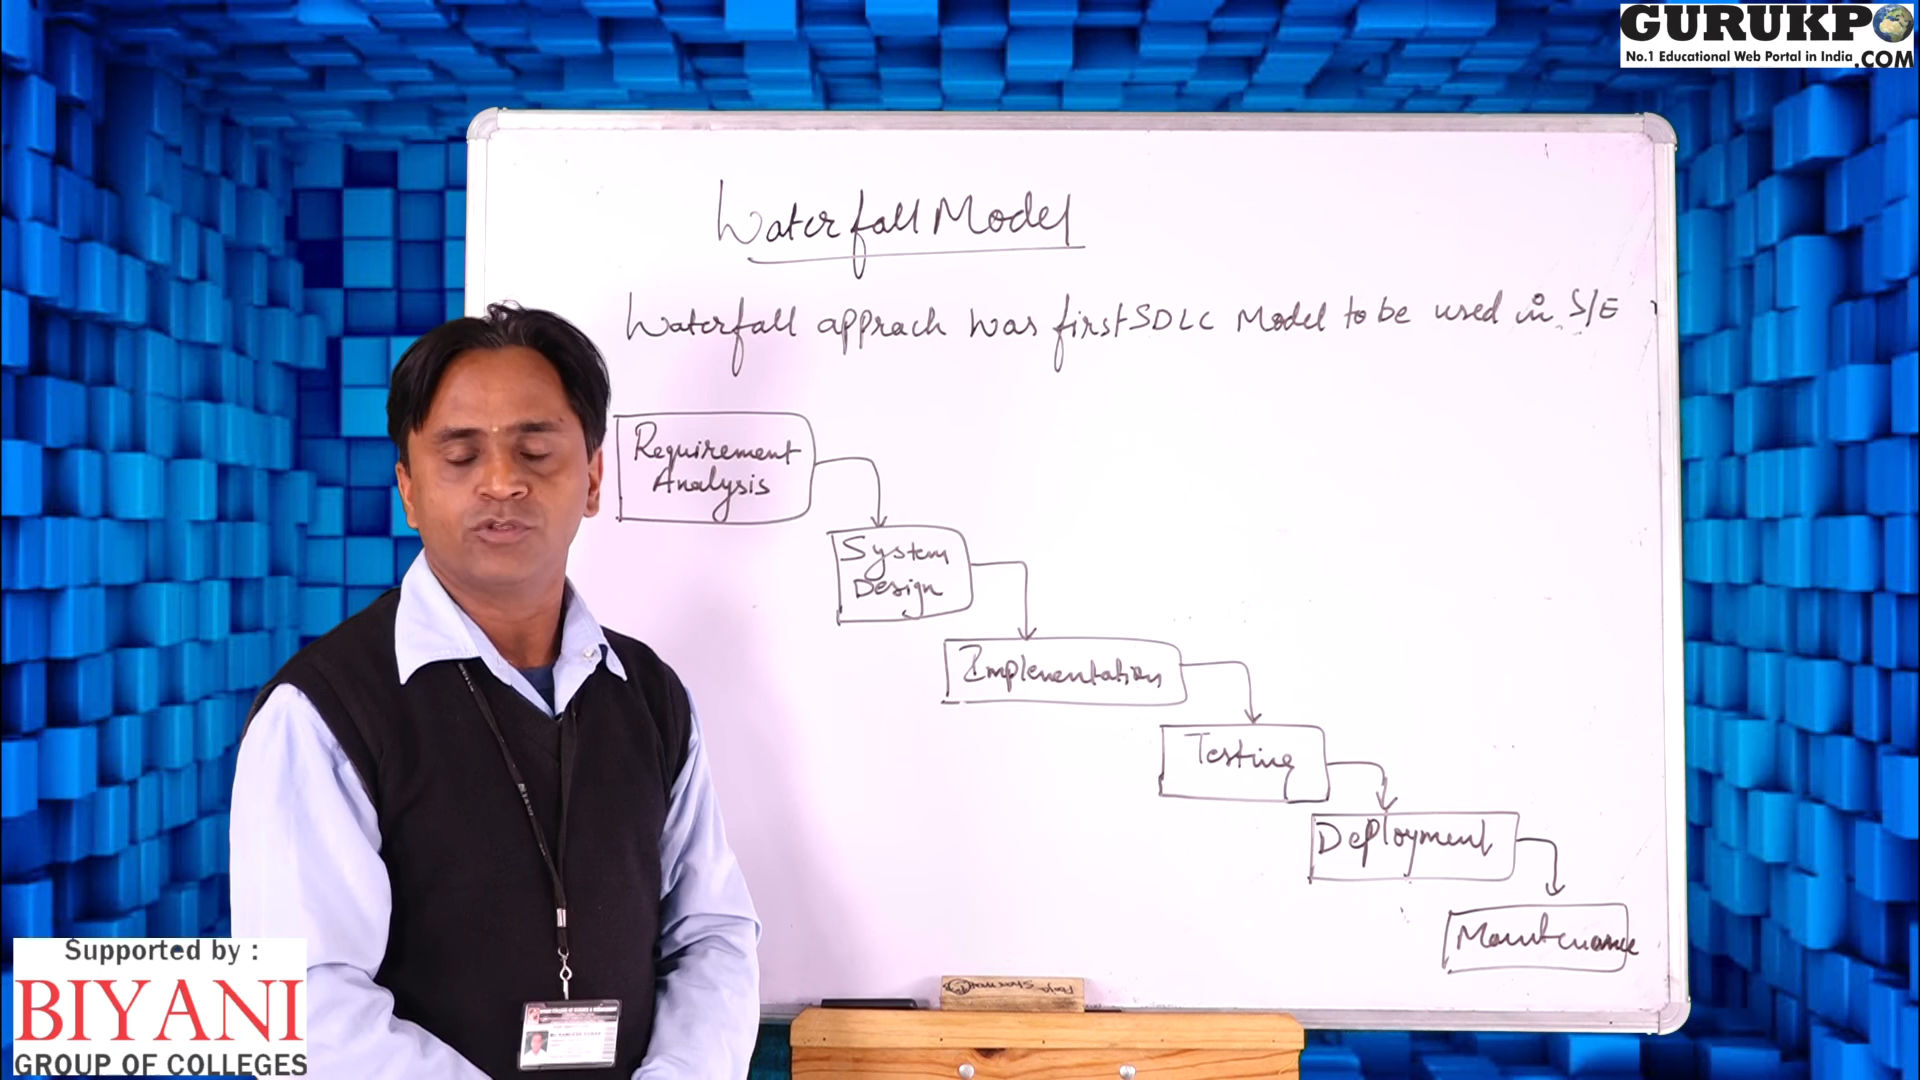 GURUKPO
No.1 Educational Web Portal in India .COM
Waterfall Model
Waterfall apprach was first SDLC Model to be used in S/E
Requirement
Analysis
System
Design
Implementation
Testing
Deployment
Maintenance
Supported by :
BIYANI
GROUP OF COLLEGES